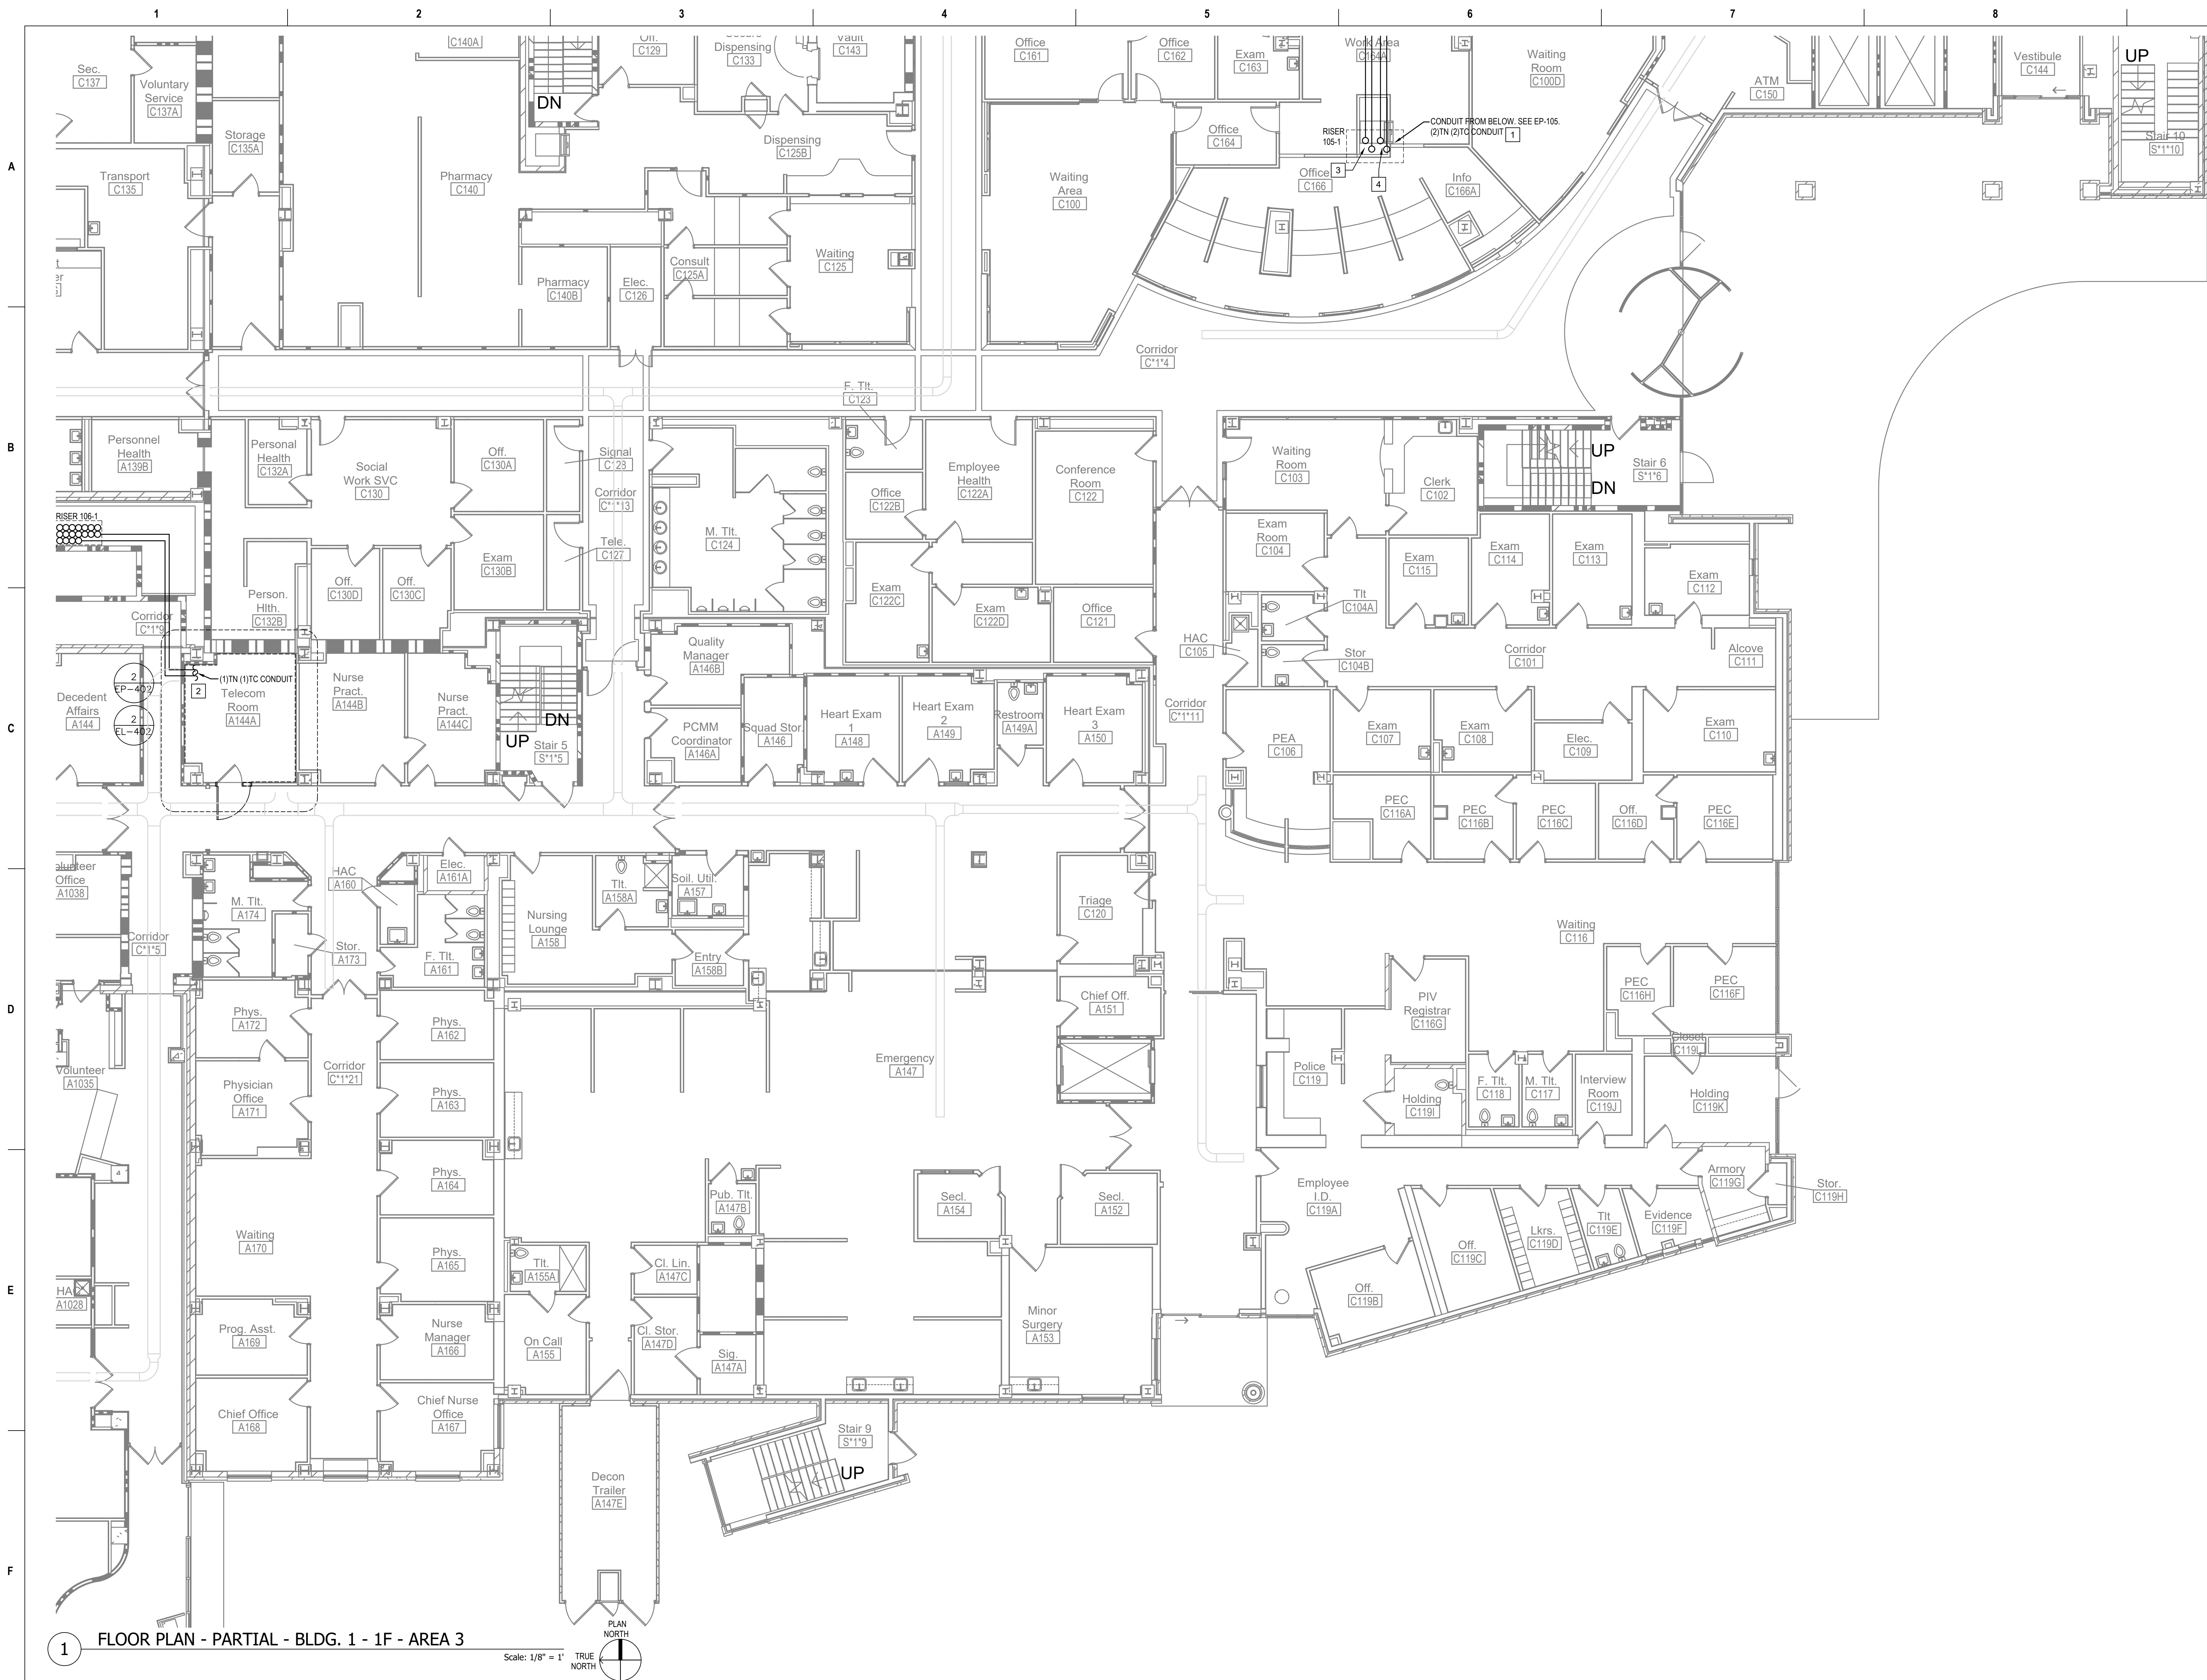 1 2 3 4 5 6 7 8
A
B
C
D
E
F
Sec.
C137
Voluntary
Service
C137A
Storage
C135A
Transport
C135
C140A
Pharmacy
C140
DN
Off.
C129
Dispensing
C133
Vault
C143
Dispensing
C125B
Pharmacy
C140B
Elec.
C126
Consult
C125A
Waiting
C125
Office
C161
Office
C162
Exam
C163
Work Area
C164A
Waiting
Room
C100D
ATM
C150
Vestibule
C144
UP
Stair 10
S*1*10
Office
C164
Waiting
Area
C100
RISER
105-1
CONDUIT FROM BELOW. SEE EP-105.
(2)TN (2)TC CONDUIT 1
3
4
Office
C166
Info
C166A
Corridor
C*1*4
F. Tlt.
C123
Personnel
Health
A139B
Personal
Health
C132A
Social
Work SVC
C130
Off.
C130A
Signal
C128
Corridor
C*1*13
Tele.
C127
M. Tlt.
C124
Office
C122B
Employee
Health
C122A
Conference
Room
C122
Waiting
Room
C103
Clerk
C102
UP
DN
Stair 6
S*1*6
RISER 106-1
Exam
C130B
Off.
C130D
Off.
C130C
Person.
Hlth.
C132B
Corridor
C*1*9
Exam
C122C
Exam
C122D
Office
C121
Exam
Room
C104
Exam
C115
Exam
C114
Exam
C113
Exam
C112
Tlt
C104A
HAC
C105
Stor
C104B
Corridor
C101
Alcove
C111
2
EP-402
2
EL-402
(1)TN (1)TC CONDUIT
2
Decedent
Affairs
A144
Telecom
Room
A144A
Nurse
Pract.
A144B
Nurse
Pract.
A144C
DN
UP
Stair 5
S*1*5
Quality
Manager
A146B
PCMM
Coordinator
A146A
Squad Stor.
A146
Heart Exam
1
A148
Heart Exam
2
A149
Restroom
A149A
Heart Exam
3
A150
Corridor
C*1*11
PEA
C106
Exam
C107
Exam
C108
Elec.
C109
Exam
C110
PEC
C116A
PEC
C116B
PEC
C116C
Off.
C116D
PEC
C116E
Office
A1038
M. Tlt.
A174
HAC
A160
Elec.
A161A
Tlt.
A158A
Soil. Util.
A157
Nursing
Lounge
A158
Entry
A158B
Triage
C120
Waiting
C116
Corridor
C*1*5
Stor.
A173
F. Tlt.
A161
Phys.
A172
Phys.
A162
Chief Off.
A151
PIV
Registrar
C116G
PEC
C116H
PEC
C116F
Closet
C119L
Volunteer
A1035
Corridor
C*1*21
Physician
Office
A171
Phys.
A163
Emergency
A147
Police
C119
Holding
C119I
F. Tlt.
C118
M. Tlt.
C117
Interview
Room
C119J
Holding
C119K
Phys.
A164
Pub. Tlt.
A147B
Secl.
A154
Secl.
A152
Employee
I.D.
C119A
Armory
C119G
Stor.
C119H
Waiting
A170
Phys.
A165
Tlt.
A155A
Cl. Lin.
A147C
Off.
C119C
Lkrs.
C119D
Tlt
C119E
Evidence
C119F
HAC
A1028
Off.
C119B
Prog. Asst.
A169
Nurse
Manager
A166
On Call
A155
Cl. Stor.
A147D
Sig.
A147A
Minor
Surgery
A153
Chief Office
A168
Chief Nurse
Office
A167
Stair 9
S*1*9
UP
Decon
Trailer
A147E
1 FLOOR PLAN - PARTIAL - BLDG. 1 - 1F - AREA 3
Scale: 1/8" = 1'
PLAN
NORTH
TRUE
NORTH